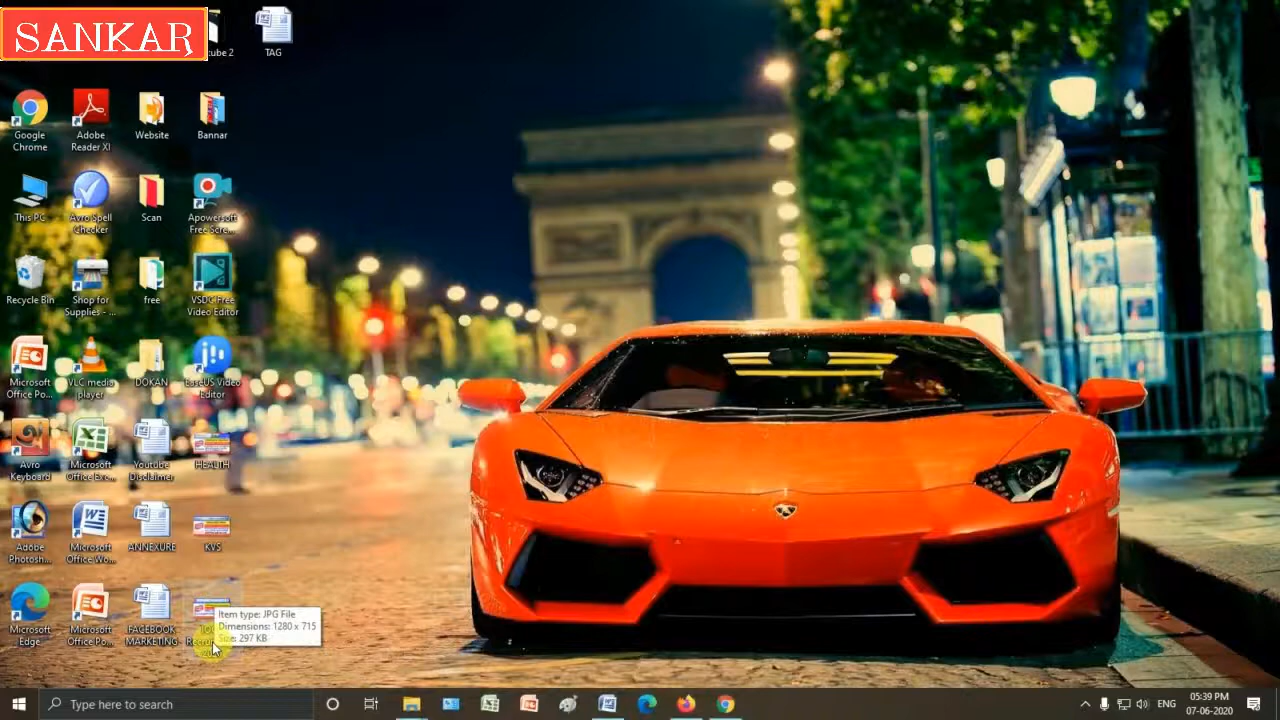 SANKAR
TAG
Google
Chrome
Adobe
Reader XI
Website
Bannar
This PC
Avro Spell
Checker
Scan
Apowersoft
Free Scre...
Recycle Bin
Shop for
Supplies - ...
free
VSDC Free
Video Editor
Microsoft
Office Po...
VLC media
player
DOKAN
EaseUS Video
Editor
Avro
Keyboard
Microsoft
Office Exc...
Youtube
Disclaimer
HEALTH
Adobe
Photosh...
Microsoft
Office Wo...
ANNEXURE
KVS
Microsoft
Edge
Microsoft
Office Po...
FACEBOOK
MARKETING
Item type: JPG File
Dimensions: 1280 x 715
Size: 297 KB
Type here to search
ENG
05:39 PM
07-06-2020